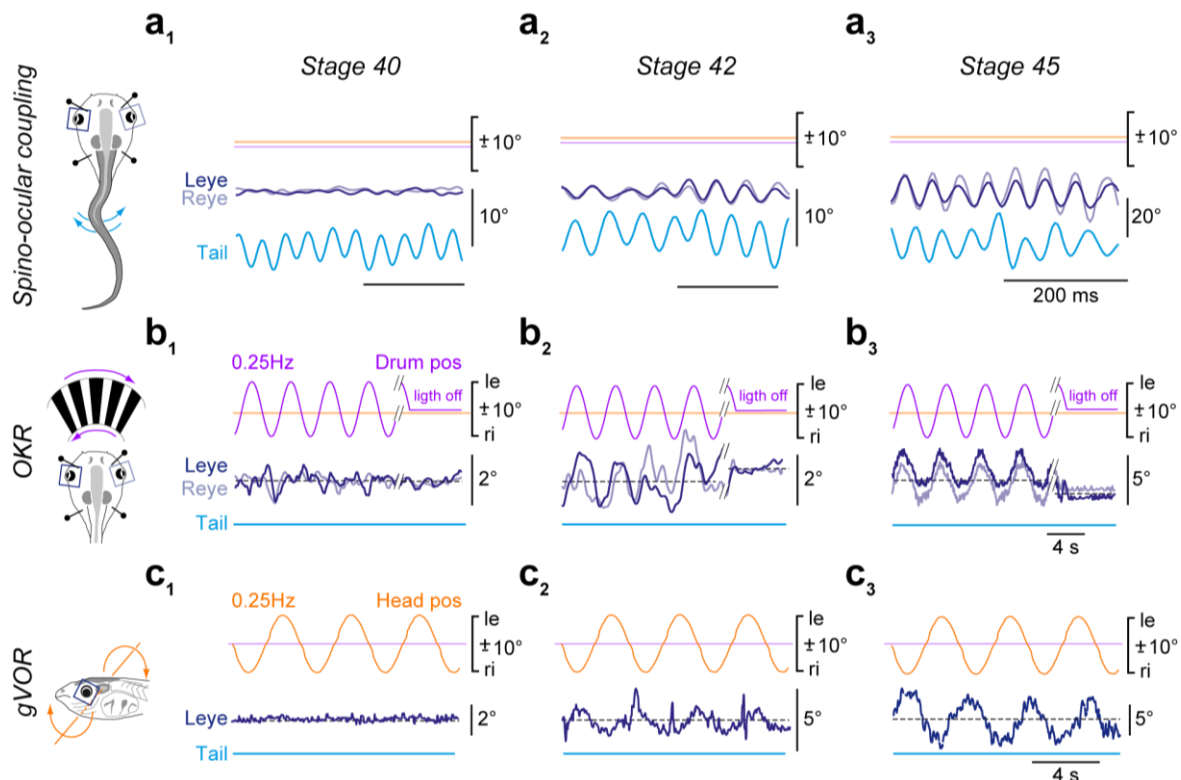 a1
a2
a3
Spino-ocular coupling
Stage 40
Stage 42
Stage 45
±10°
±10°
±10°
Leye
Reye
10°
10°
20°
Tail
200 ms
b1
b2
b3
OKR
0.25Hz
Drum pos
ligth off
le
±10°
ri
ligth off
le
±10°
ri
ligth off
le
±10°
ri
Leye
Reye
2°
2°
5°
Tail
4 s
c1
c2
c3
gVOR
0.25Hz
Head pos
le
±10°
ri
le
±10°
ri
le
±10°
ri
Leye
2°
5°
5°
Tail
4 s